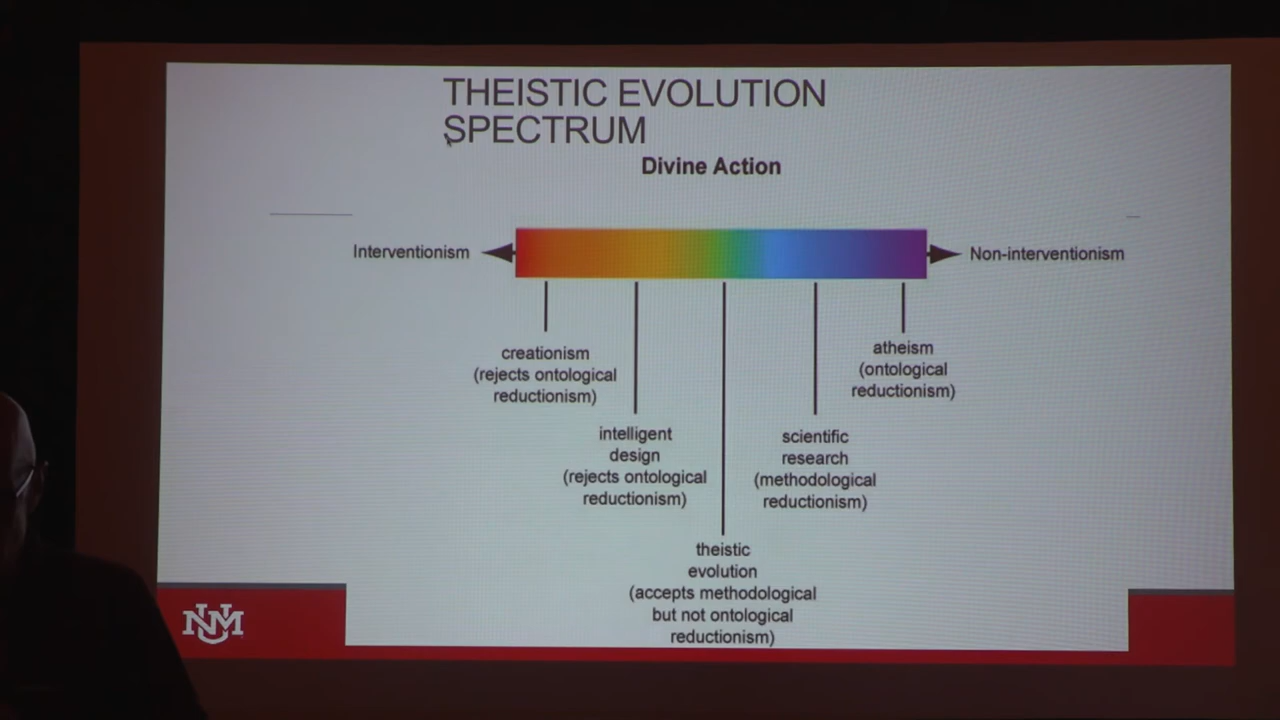 THEISTIC EVOLUTION
SPECTRUM
Divine Action
Interventionism
Non-interventionism
creationism
(rejects ontological
reductionism)
intelligent
design
(rejects ontological
reductionism)
theistic
evolution
(accepts methodological
but not ontological
reductionism)
scientific
research
(methodological
reductionism)
atheism
(ontological
reductionism)
UNM